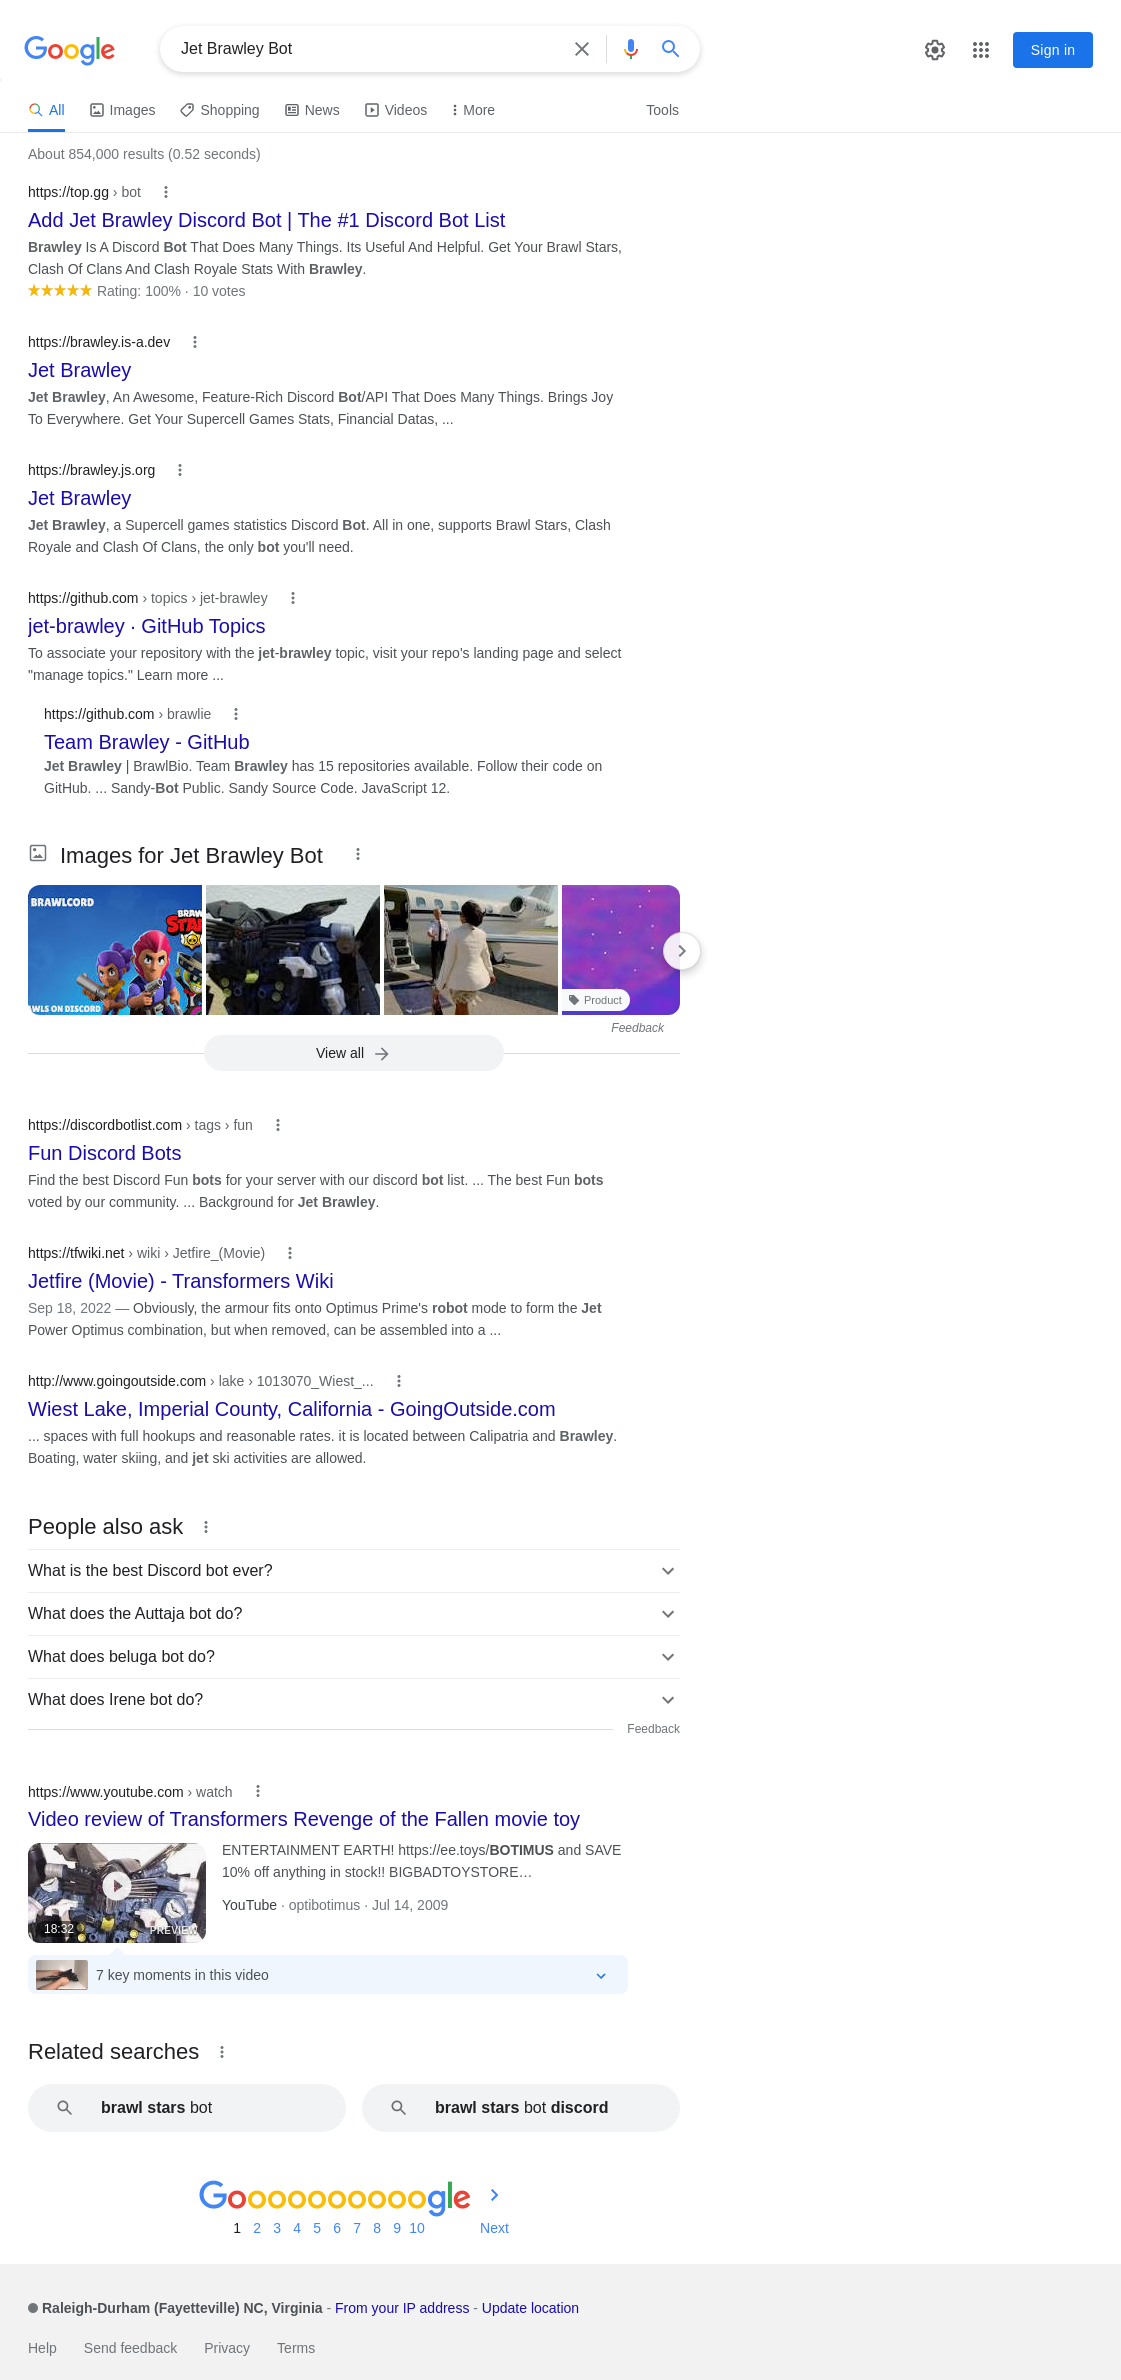 Google
Jet Brawley Bot
Sign in
All
Images
Shopping
News
Videos
More
Tools
About 854,000 results (0.52 seconds)
https://top.gg › bot
Add Jet Brawley Discord Bot | The #1 Discord Bot List
Brawley Is A Discord Bot That Does Many Things. Its Useful And Helpful. Get Your Brawl Stars,
Clash Of Clans And Clash Royale Stats With Brawley.
Rating: 100% · 10 votes
https://brawley.is-a.dev
Jet Brawley
Jet Brawley, An Awesome, Feature-Rich Discord Bot/API That Does Many Things. Brings Joy
To Everywhere. Get Your Supercell Games Stats, Financial Datas, ...
https://brawley.js.org
Jet Brawley
Jet Brawley, a Supercell games statistics Discord Bot. All in one, supports Brawl Stars, Clash
Royale and Clash Of Clans, the only bot you'll need.
https://github.com › topics › jet-brawley
jet-brawley · GitHub Topics
To associate your repository with the jet-brawley topic, visit your repo's landing page and select
"manage topics." Learn more ...
https://github.com › brawlie
Team Brawley - GitHub
Jet Brawley | BrawlBio. Team Brawley has 15 repositories available. Follow their code on
GitHub. ... Sandy-Bot Public. Sandy Source Code. JavaScript 12.
Images for Jet Brawley Bot
BRAWLCORD
BRAW
STA
AWLS ON DISCORD
Product
Feedback
View all
https://discordbotlist.com › tags › fun
Fun Discord Bots
Find the best Discord Fun bots for your server with our discord bot list. ... The best Fun bots
voted by our community. ... Background for Jet Brawley.
https://tfwiki.net › wiki › Jetfire_(Movie)
Jetfire (Movie) - Transformers Wiki
Sep 18, 2022 — Obviously, the armour fits onto Optimus Prime's robot mode to form the Jet
Power Optimus combination, but when removed, can be assembled into a ...
http://www.goingoutside.com › lake › 1013070_Wiest_...
Wiest Lake, Imperial County, California - GoingOutside.com
... spaces with full hookups and reasonable rates. it is located between Calipatria and Brawley.
Boating, water skiing, and jet ski activities are allowed.
People also ask
What is the best Discord bot ever?
What does the Auttaja bot do?
What does beluga bot do?
What does Irene bot do?
Feedback
https://www.youtube.com › watch
Video review of Transformers Revenge of the Fallen movie toy
ENTERTAINMENT EARTH! https://ee.toys/BOTIMUS and SAVE
10% off anything in stock!! BIGBADTOYSTORE…
YouTube · optibotimus · Jul 14, 2009
18:32
PREVIEW
7 key moments in this video
Related searches
brawl stars bot
brawl stars bot discord
Goooooooooogle
1 2 3 4 5 6 7 8 9 10 Next
Raleigh-Durham (Fayetteville) NC, Virginia - From your IP address - Update location
Help
Send feedback
Privacy
Terms